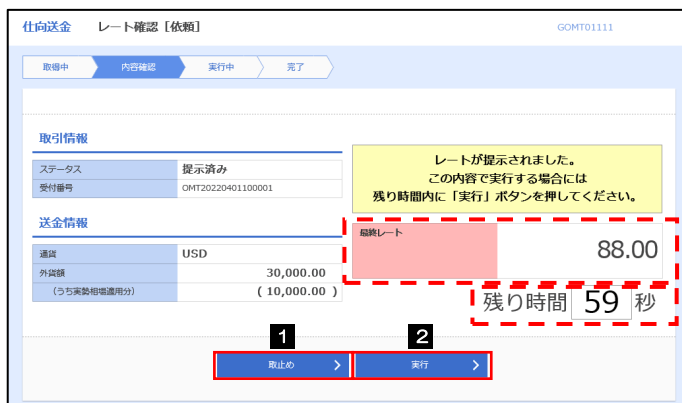 仕向送金 レート確認［依頼］ GOMT01111
取得中 内容確認 実行中 完了
取引情報
ステータス 提示済み
受付番号 OMT20220401100001
レートが提示されました。
この内容で実行する場合には
残り時間内に「実行」ボタンを押してください。
送金情報
通貨 USD
外貨額 30,000.00
（うち実勢相場適用分） ( 10,000.00 )
最終レート
88.00
残り時間 59 秒
1 2
取止め 実行